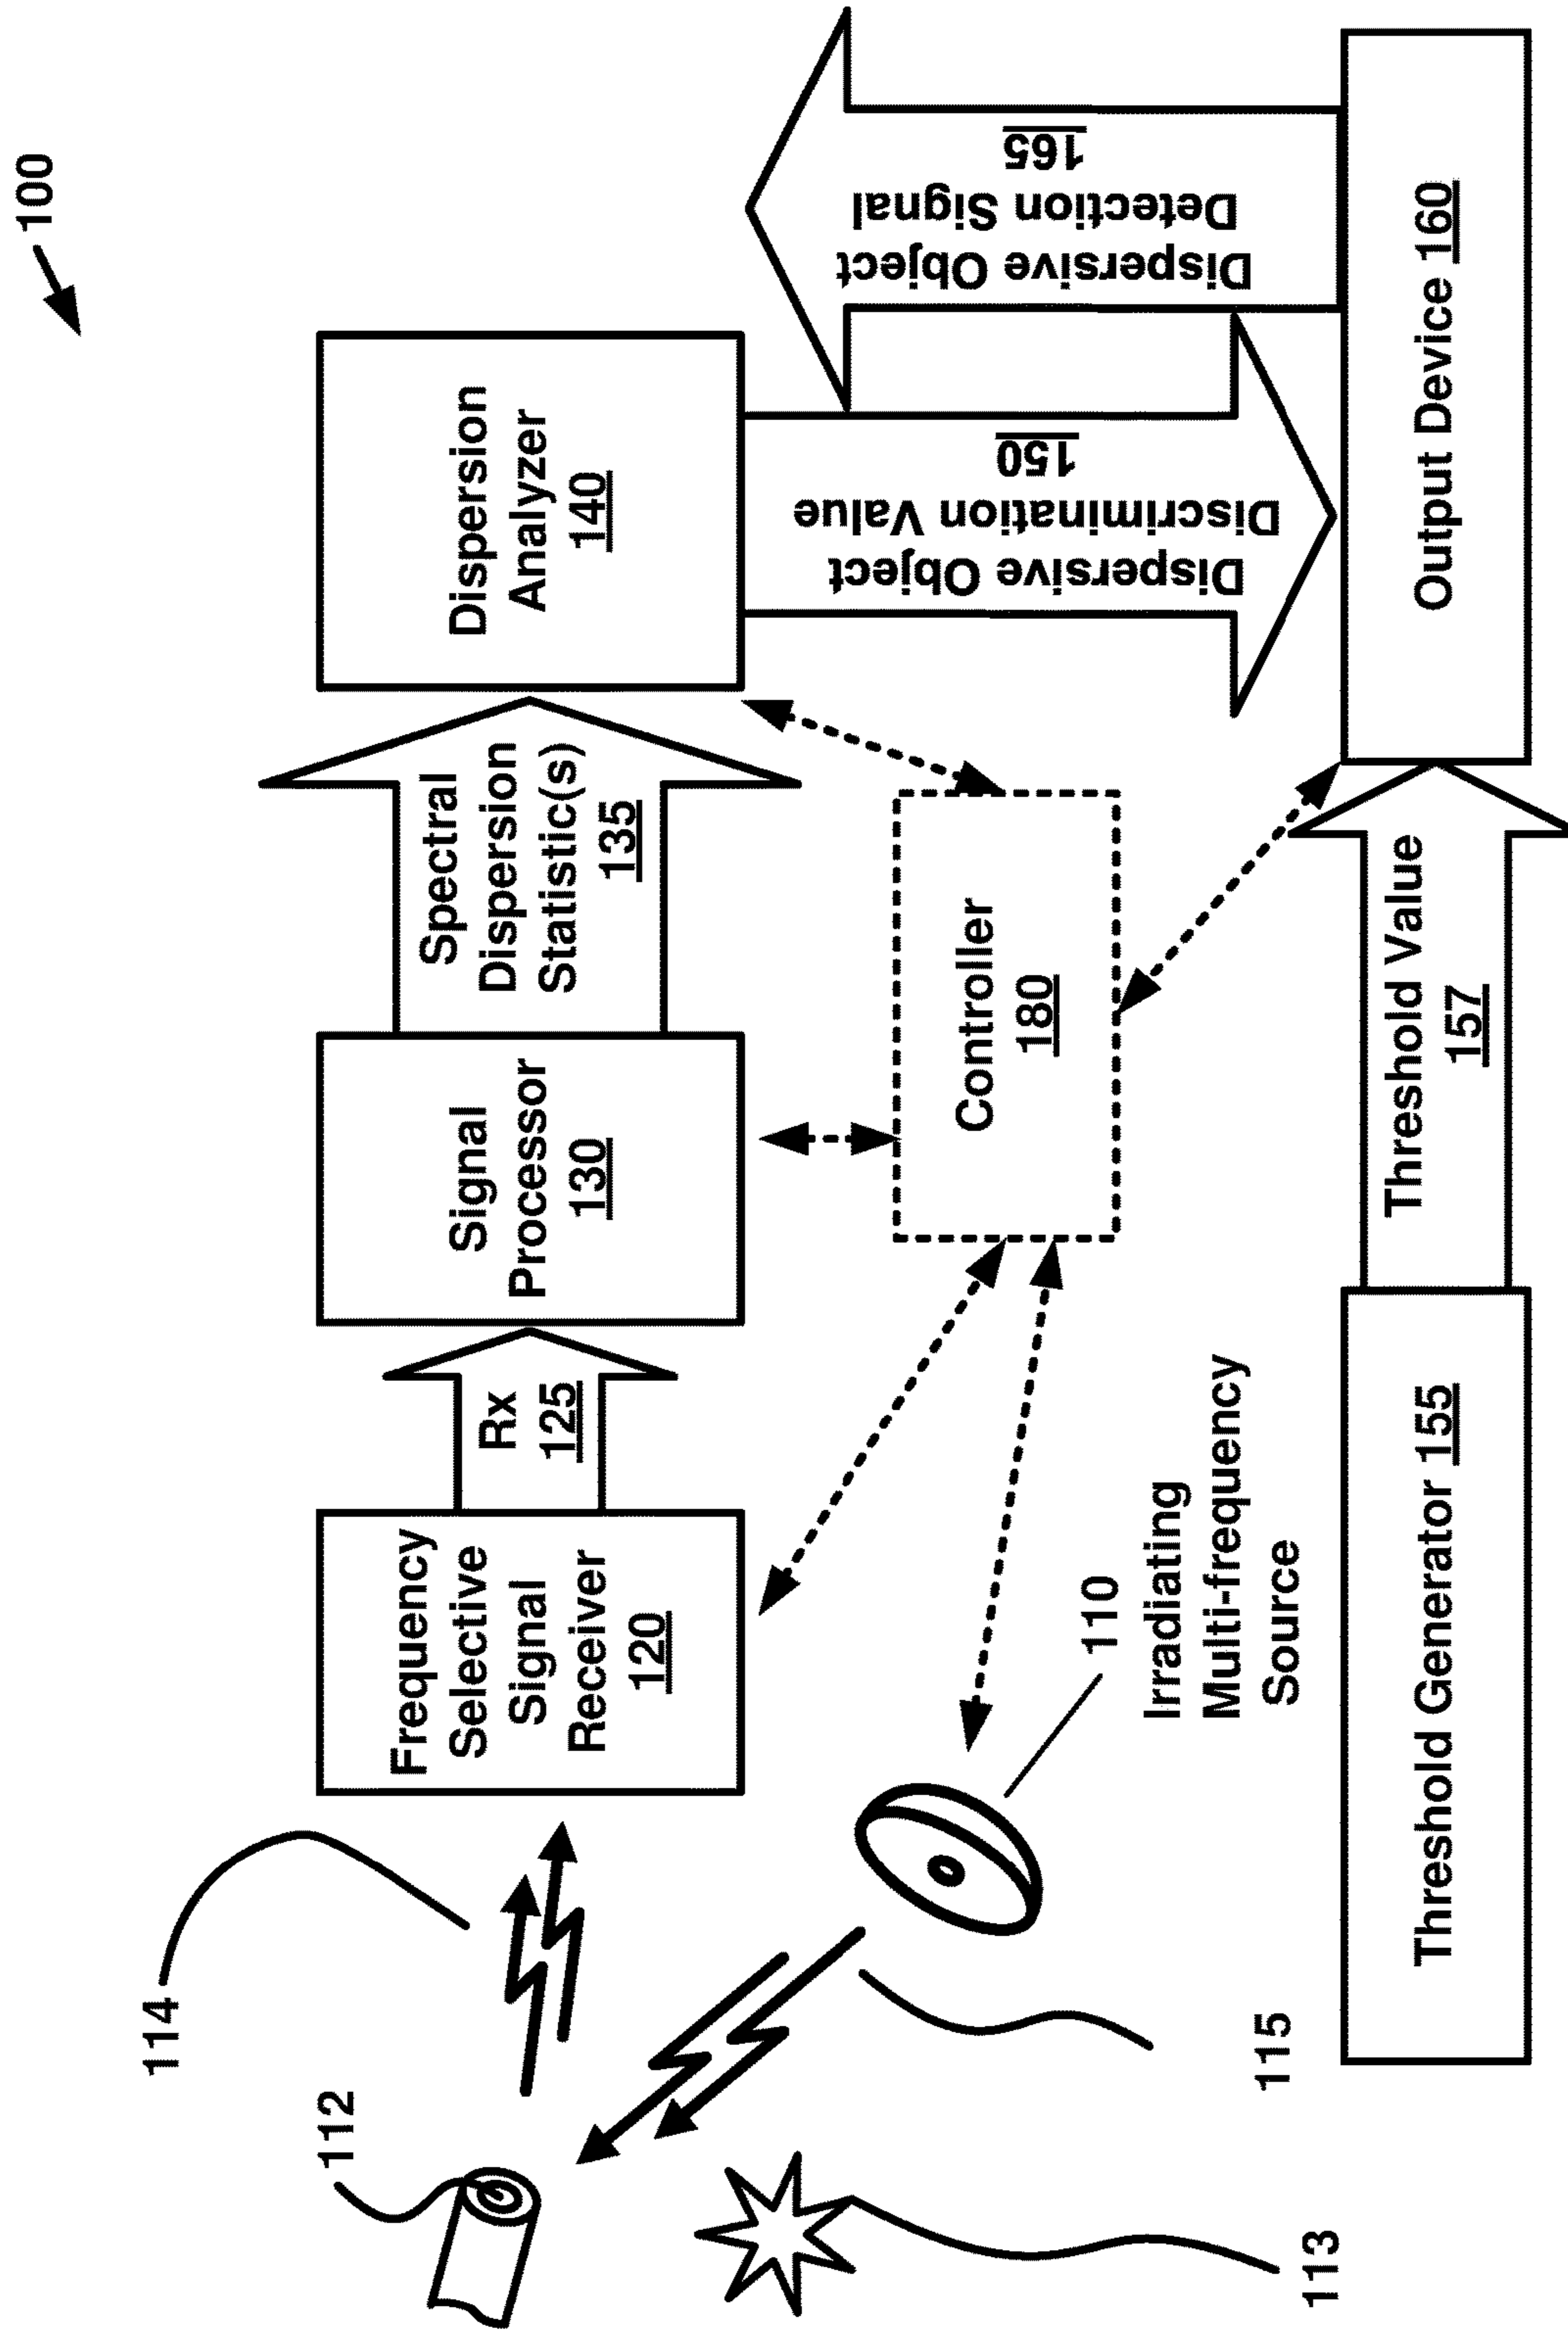 100
114
112
Frequency
Selective
Signal
Receiver
120
Rx
125
Signal
Processor
130
Spectral
Dispersion
Statistic(s)
135
Dispersion
Analyzer
140
Dispersive Object
Discrimination Value
150
Dispersive Object
Detection Signal
165
Controller
180
110
Irradiating
Multi-frequency
Source
115
113
Threshold Generator 155
Threshold Value
157
Output Device 160